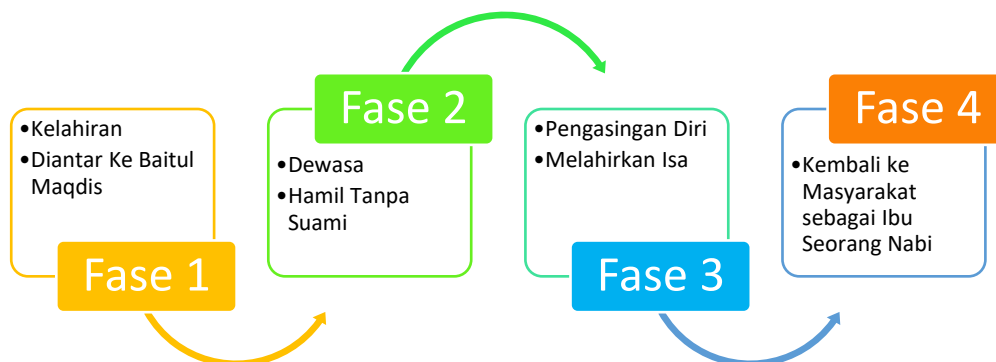 •Kelahiran
•Diantar Ke Baitul
Maqdis
Fase 1
Fase 2
•Dewasa
•Hamil Tanpa
Suami
•Pengasingan Diri
•Melahirkan Isa
Fase 3
Fase 4
•Kembali ke
Masyarakat
sebagai Ibu
Seorang Nabi